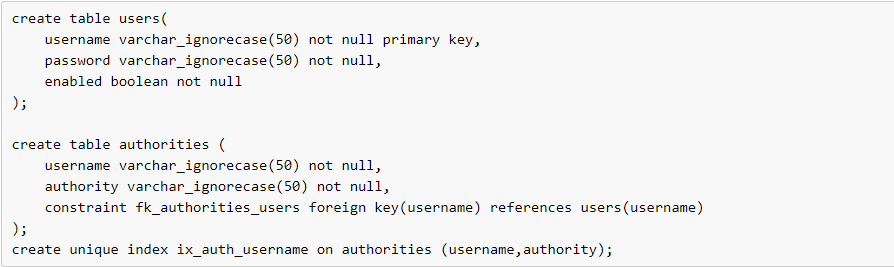 create table users(
    username varchar_ignorecase(50) not null primary key,
    password varchar_ignorecase(50) not null,
    enabled boolean not null
);

create table authorities (
    username varchar_ignorecase(50) not null,
    authority varchar_ignorecase(50) not null,
    constraint fk_authorities_users foreign key(username) references users(username)
);
create unique index ix_auth_username on authorities (username,authority);